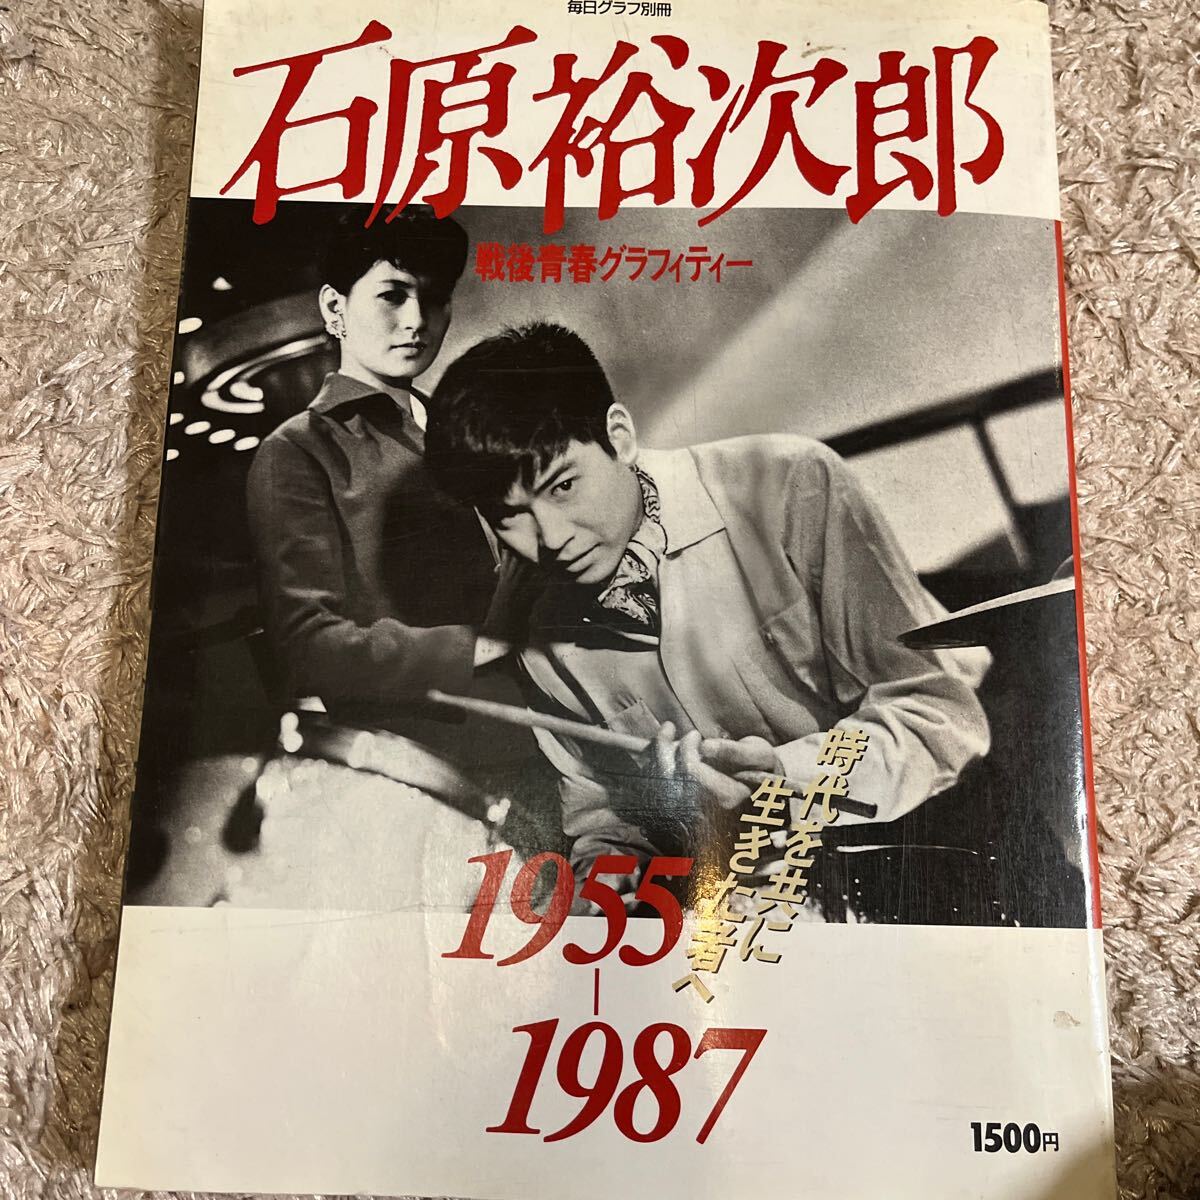 毎日グラフ別冊
石原裕次郎
戦後青春グラフィティー
時代を共に
生きた者へ
1955
–
1987
1500円